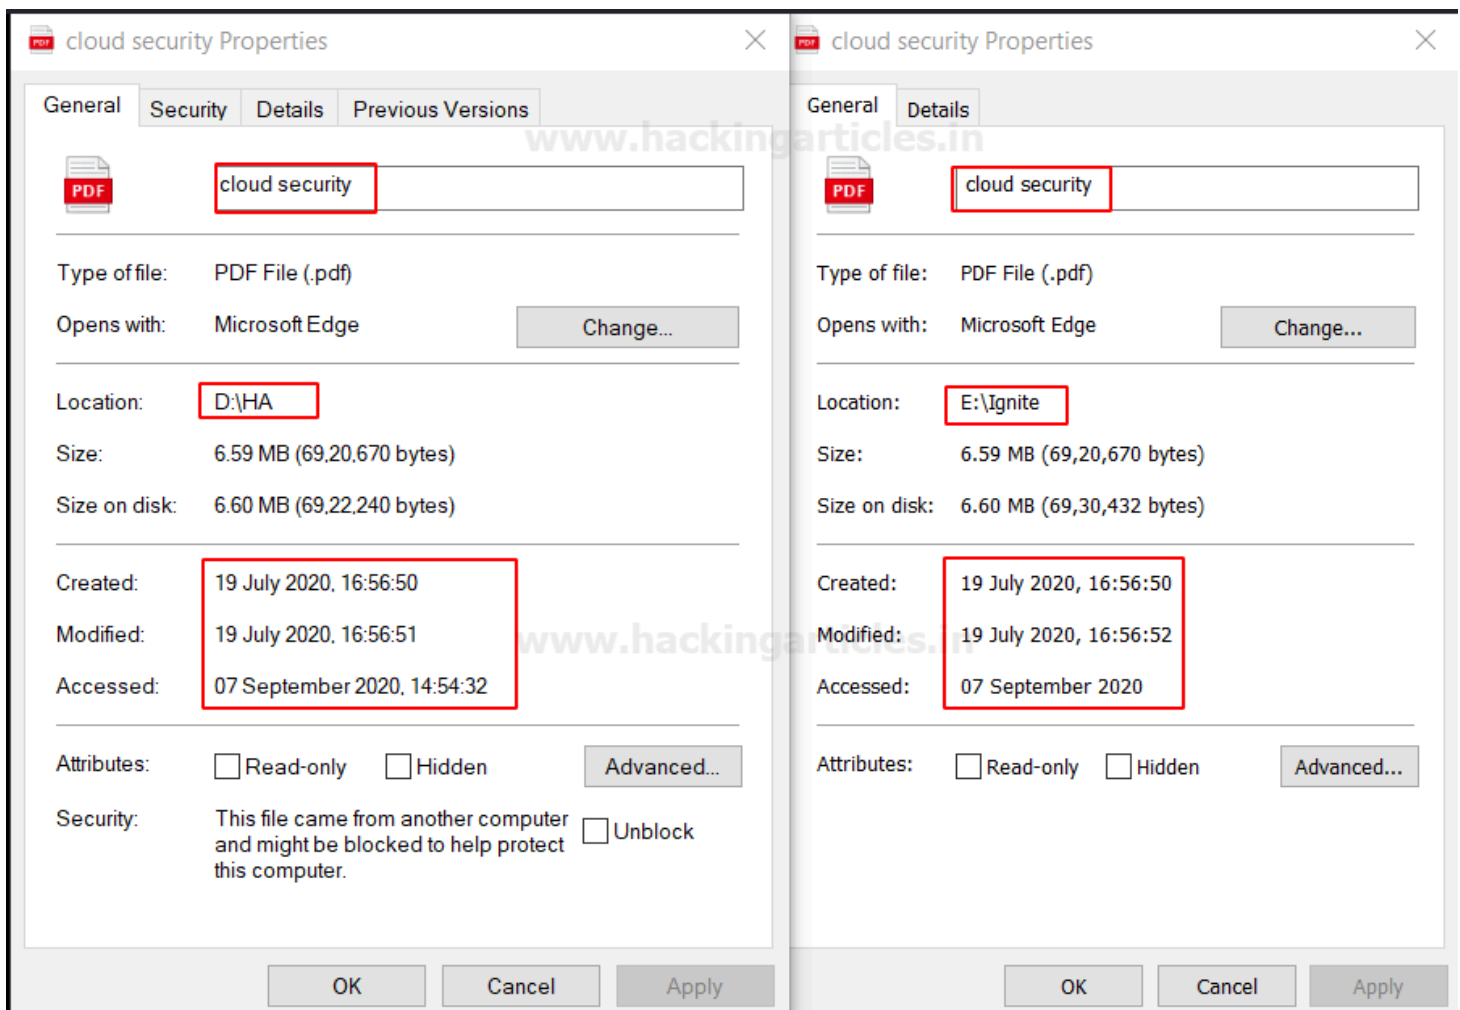 cloud security Properties
General Security Details Previous Versions
PDF
cloud security
Type of file: PDF File (.pdf)
Opens with: Microsoft Edge Change...
Location: D:\HA
Size: 6.59 MB (69,20,670 bytes)
Size on disk: 6.60 MB (69,22,240 bytes)
Created: 19 July 2020, 16:56:50
Modified: 19 July 2020, 16:56:51
Accessed: 07 September 2020, 14:54:32
Attributes: Read-only Hidden Advanced...
Security: This file came from another computer
and might be blocked to help protect
this computer.
Unblock
OK Cancel Apply
cloud security Properties
General Details
PDF
cloud security
Type of file: PDF File (.pdf)
Opens with: Microsoft Edge Change...
Location: E:\Ignite
Size: 6.59 MB (69,20,670 bytes)
Size on disk: 6.60 MB (69,30,432 bytes)
Created: 19 July 2020, 16:56:50
Modified: 19 July 2020, 16:56:52
Accessed: 07 September 2020
Attributes: Read-only Hidden Advanced...
OK Cancel Apply
www.hackingarticles.in
www.hackingarticles.in